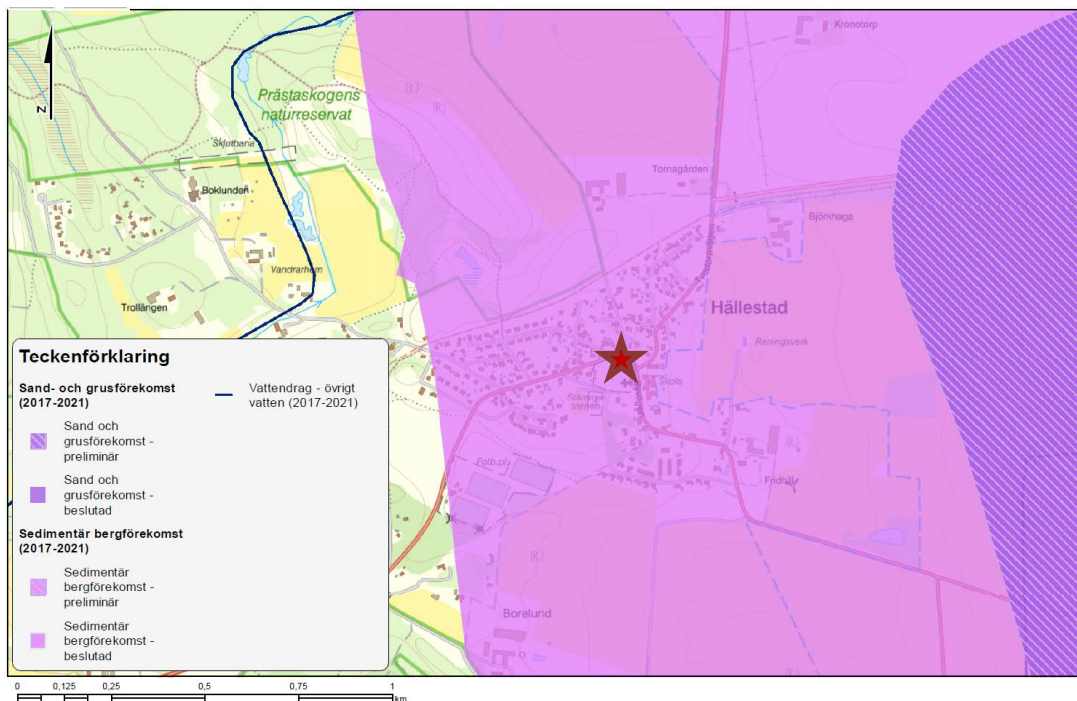 Kronotorp
N
Prästaskogens
naturreservat
(R)
Skjutbana
Tornagården
Boklunden
Björkhaga
Vandrarhem
Trollängen
Hällestad
Reningsverk
Skola
Teckenförklaring
Sand- och grusförekomst
(2017-2021)
Sand och
grusförekomst -
preliminär
Sand och
grusförekomst -
beslutad
Sedimentär bergförekomst
(2017-2021)
Sedimentär
bergförekomst -
preliminär
Sedimentär
bergförekomst -
beslutad
Vattendrag - övrigt
vatten (2017-2021)
Fotb.pl
(R)
Fridhill
(R)
Borelund
(R)
0 0,125 0,25 0,5 0,75 1
km